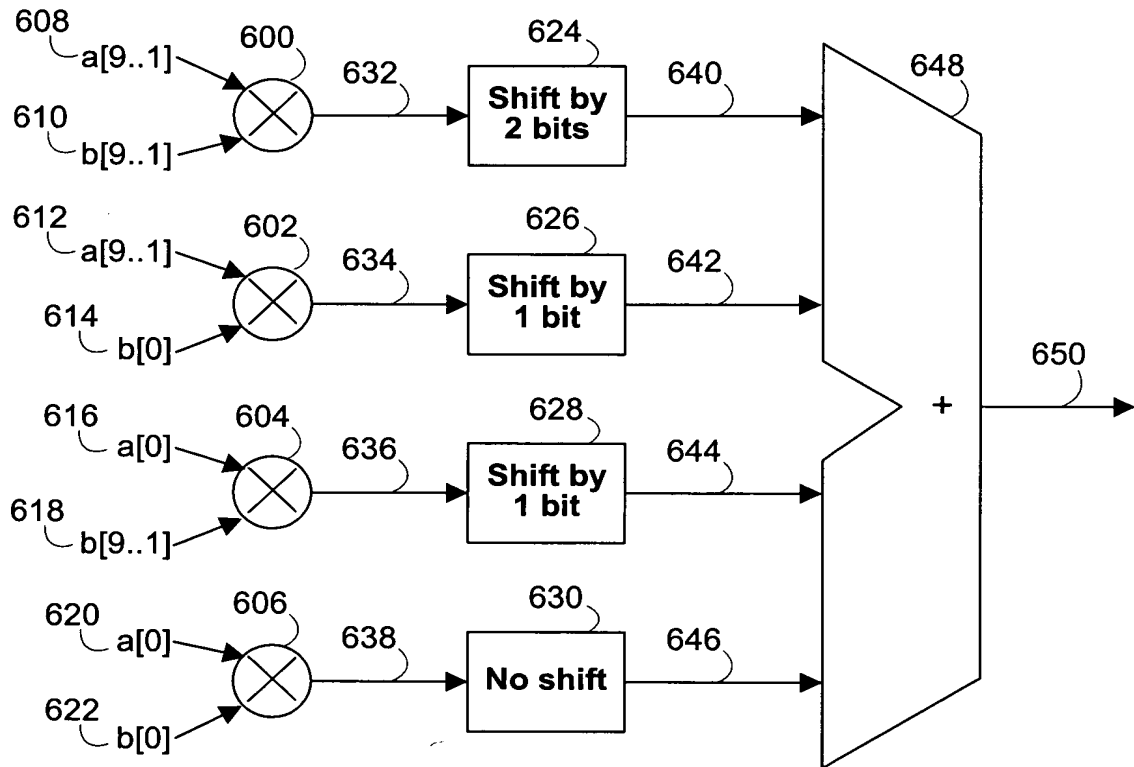 608
a[9..1]
600
610
b[9..1]
632
624
Shift by
2 bits
640
648
612
a[9..1]
602
614
b[0]
634
626
Shift by
1 bit
642
616
a[0]
604
618
b[9..1]
636
628
Shift by
1 bit
644
+
650
620
a[0]
606
622
b[0]
638
630
No shift
646